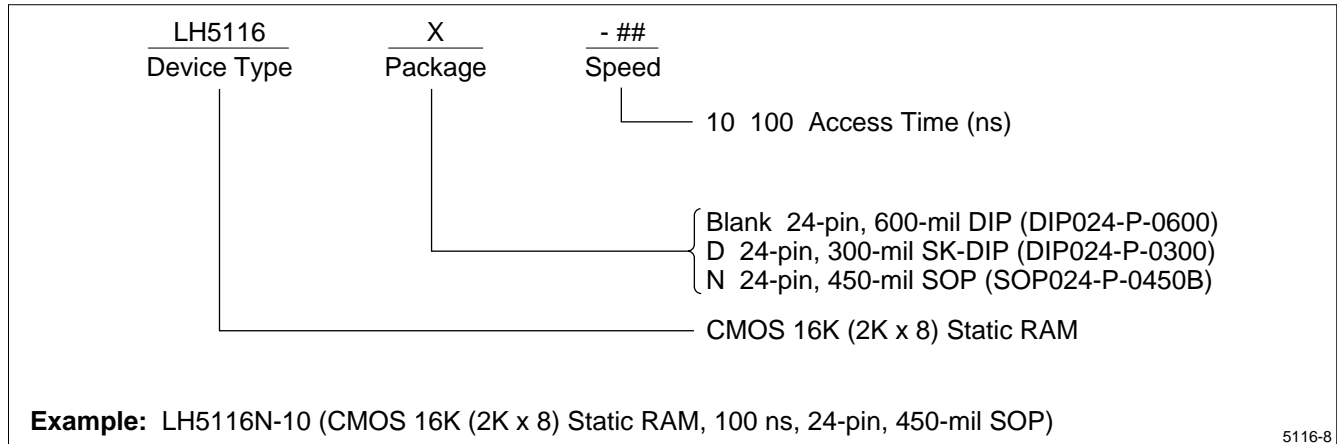 LH5116 X - ##
Device Type Package Speed
10 100 Access Time (ns)
Blank 24-pin, 600-mil DIP (DIP024-P-0600)
D 24-pin, 300-mil SK-DIP (DIP024-P-0300)
N 24-pin, 450-mil SOP (SOP024-P-0450B)
CMOS 16K (2K x 8) Static RAM
Example: LH5116N-10 (CMOS 16K (2K x 8) Static RAM, 100 ns, 24-pin, 450-mil SOP)
5116-8